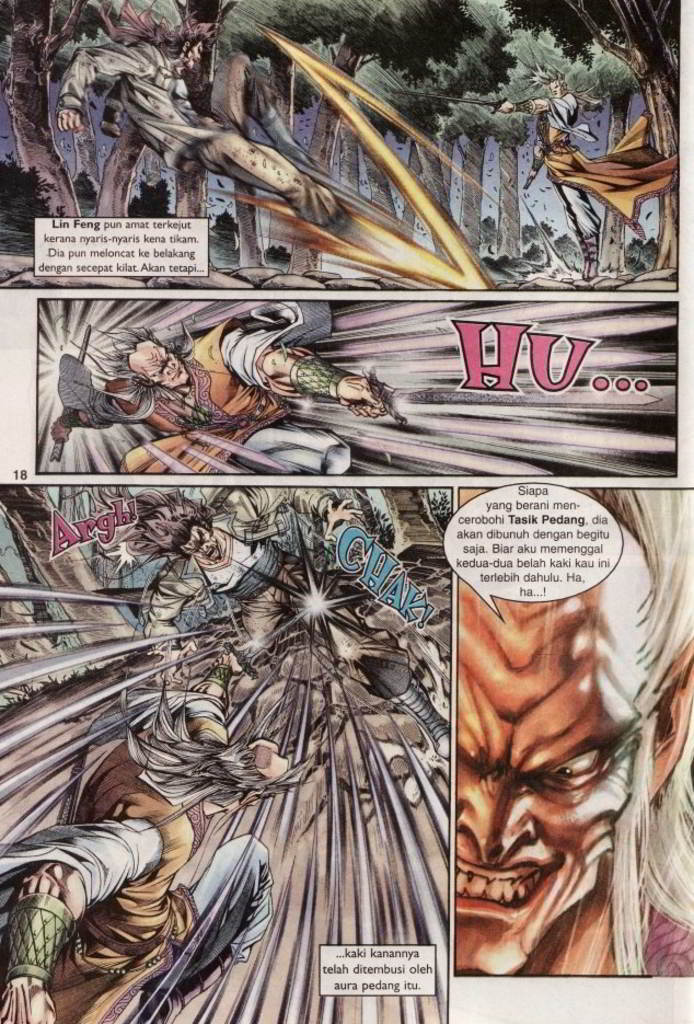 Lin Feng pun amat terkejut
kerana nyaris-nyaris kena tikam.
Dia pun meloncat ke belakang
dengan secepat kilat. Akan tetapi...
HU...
18
Argh!
CHAK!
Siapa
yang berani men-
cerobohi Tasik Pedang, dia
akan dibunuh dengan begitu
saja. Biar aku memenggal
kedua-dua belah kaki kau ini
terlebih dahulu. Ha,
ha...!
...kaki kanannya
telah ditembusi oleh
aura pedang itu.